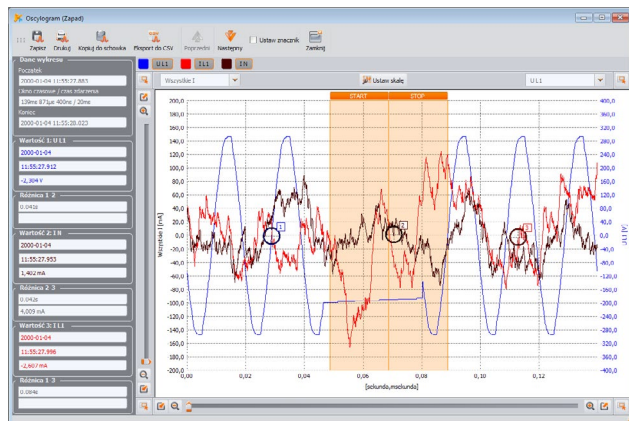 Oscylogram (Zapad)
Zapisz Drukuj Kopiuj do schowka Eksport do CSV Poprzedni Następny Ustaw znacznik Zamknij
UL1 IL1 IN
Wszystkie I Ustaw skalę UL1
Dane wykresu
Początek
2000-01-04 11:55:27.883
Okno czasowe / czas zdarzenia
139ms 871µs 400ns / 20ms
Koniec
2000-01-04 11:55:28.023
Wartość 1: UL1
2000-01-04
11:55:27.912
-2,304 V
Różnica 1 2
0.041s
Wartość 2: IN
2000-01-04
11:55:27.953
1,402 mA
Różnica 2 3
0.042s
4,009 mA
Wartość 3: IL1
2000-01-04
11:55:27.996
-2,607 mA
Różnica 1 3
0.084s
START STOP
200,0 400,0
180,0 360,0
160,0 320,0
140,0 280,0
120,0 240,0
100,0 200,0
80,0 160,0
60,0 120,0
40,0 80,0
20,0 40,0
0,0 0,0
-20,0 -40,0
-40,0 -80,0
-60,0 -120,0
-80,0 -160,0
-100,0 -200,0
-120,0 -240,0
-140,0 -280,0
-160,0 -320,0
-180,0 -360,0
-200,0 -400,0
Wszystkie I [mA]
UL1 [V]
1 2 3
0,00 0,02 0,04 0,06 0,08 0,10 0,12
[sekunda,msekunda]